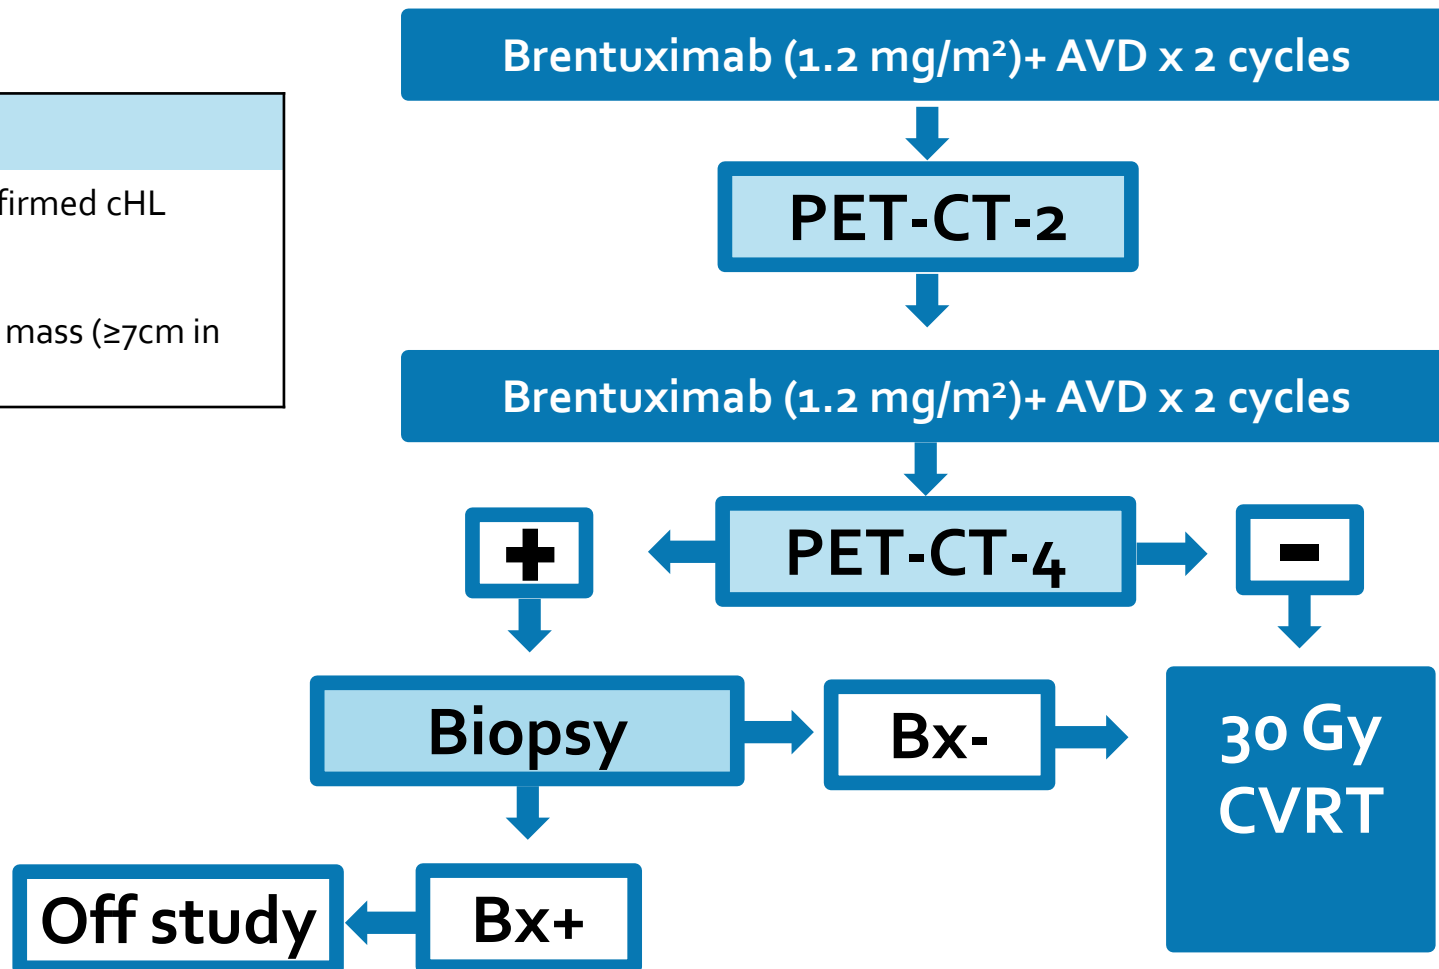 Brentuximab (1.2 mg/m²)+ AVD x 2 cycles
firmed cHL
mass (≥7cm in
PET-CT-2
Brentuximab (1.2 mg/m²)+ AVD x 2 cycles
+
PET-CT-4
-
Biopsy
Bx-
30 Gy
CVRT
Off study
Bx+